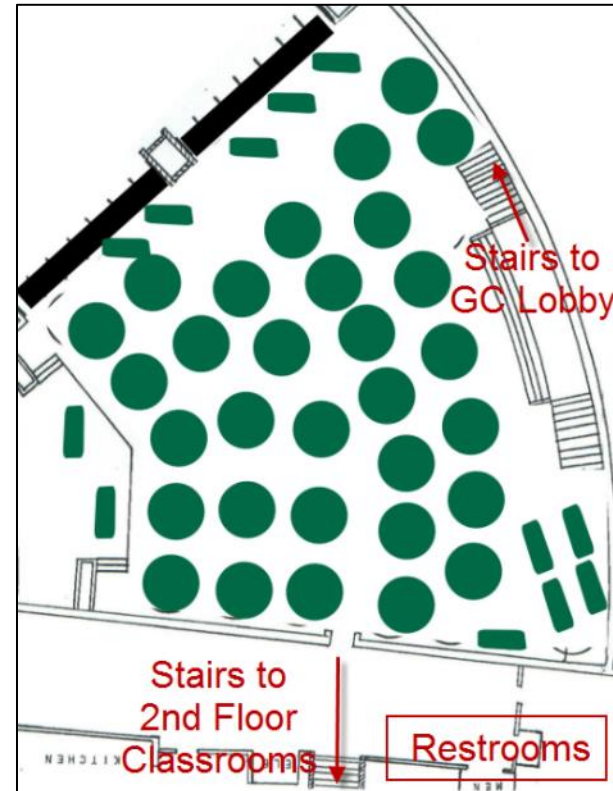 Stairs to
GC Lobby
Stairs to
2nd Floor
Classrooms
Restrooms
KITCHEN